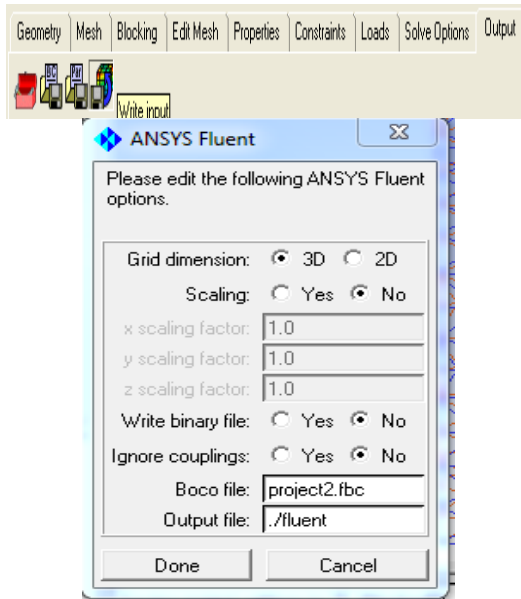 Geometry Mesh Blocking Edit Mesh Properties Constraints Loads Solve Options Output
BC Par
Write input
ANSYS Fluent
Please edit the following ANSYS Fluent
options.
Grid dimension: 3D 2D
Scaling: Yes No
x scaling factor: 1.0
y scaling factor: 1.0
z scaling factor: 1.0
Write binary file: Yes No
Ignore couplings: Yes No
Boco file: project2.fbc
Output file: ./fluent
Done Cancel